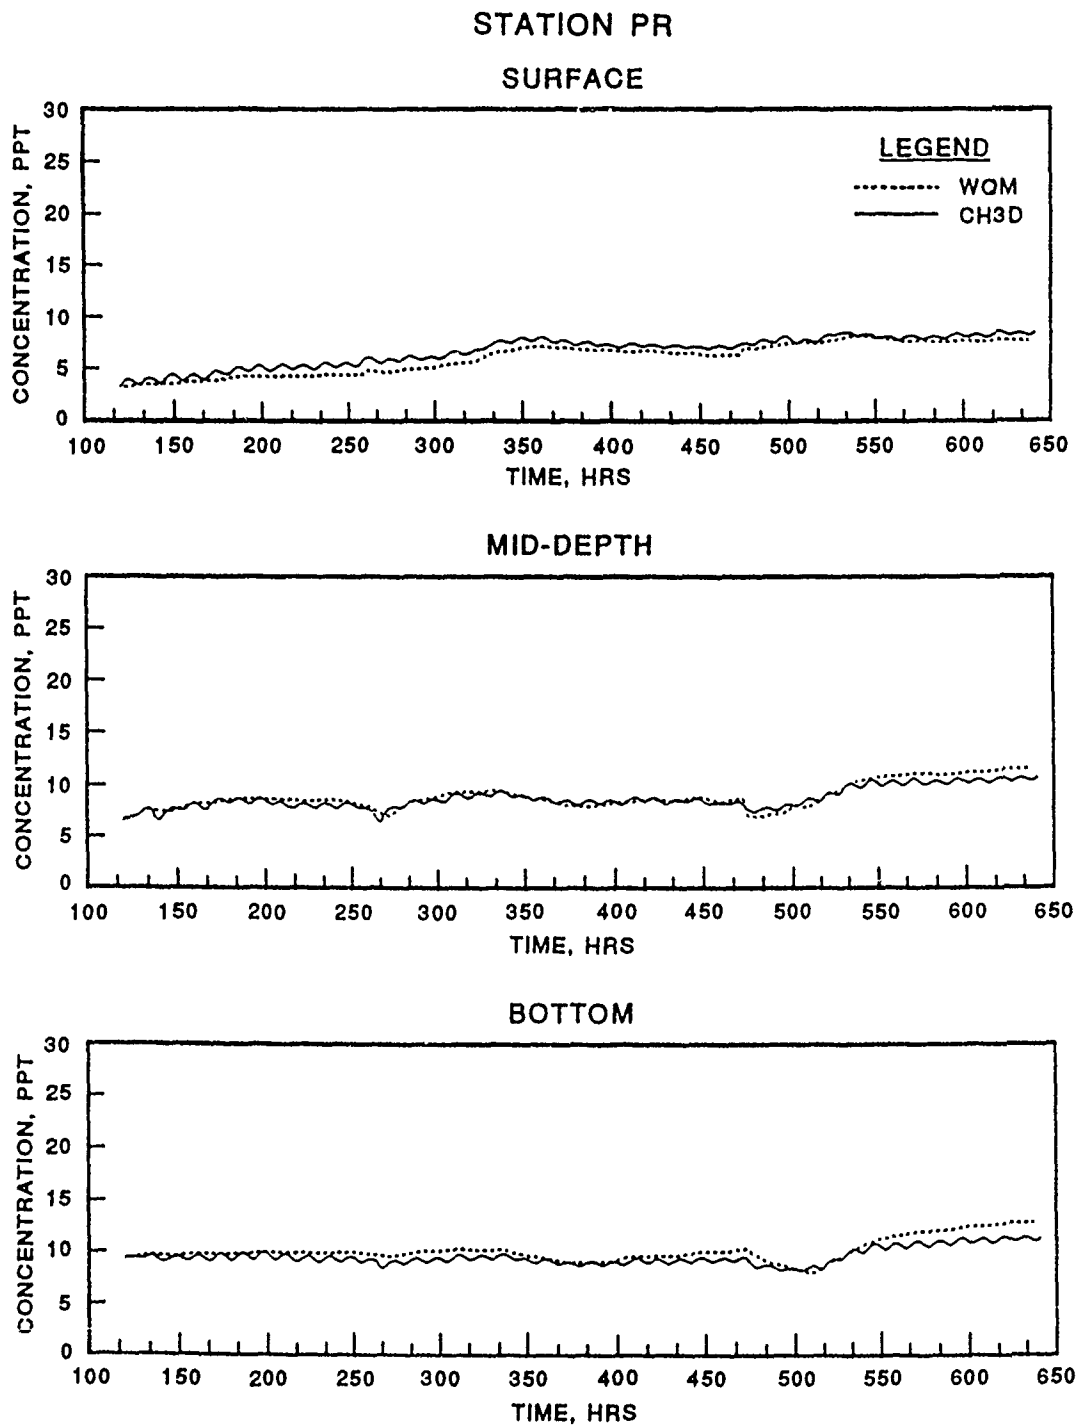 STATION PR
SURFACE
CONCENTRATION, PPT
30
25
20
15
10
5
0
LEGEND
WQM
CH3D
100 150 200 250 300 350 400 450 500 550 600 650
TIME, HRS
MID-DEPTH
CONCENTRATION, PPT
30
25
20
15
10
5
0
100 150 200 250 300 350 400 450 500 550 600 650
TIME, HRS
BOTTOM
CONCENTRATION, PPT
30
25
20
15
10
5
0
100 150 200 250 300 350 400 450 500 550 600 650
TIME, HRS